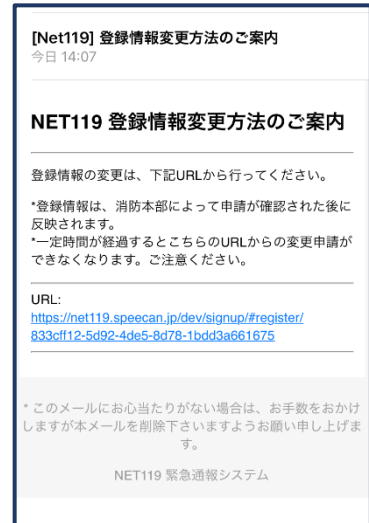 [Net119] 登録情報変更方法のご案内
今日 14:07
NET119 登録情報変更方法のご案内
登録情報の変更は、下記URLから行ってください。
*登録情報は、消防本部によって申請が確認された後に
反映されます。
*一定時間が経過するとこちらのURLからの変更申請が
できなくなります。ご注意ください。
URL:
https://net119.speecan.jp/dev/signup/#register/
833cff12-5d92-4de5-8d78-1bdd3a661675
* このメールにお心当たりがない場合は、お手数をおかけ
しますが本メールを削除下さいますようお願い申し上げま
す。
NET119 緊急通報システム